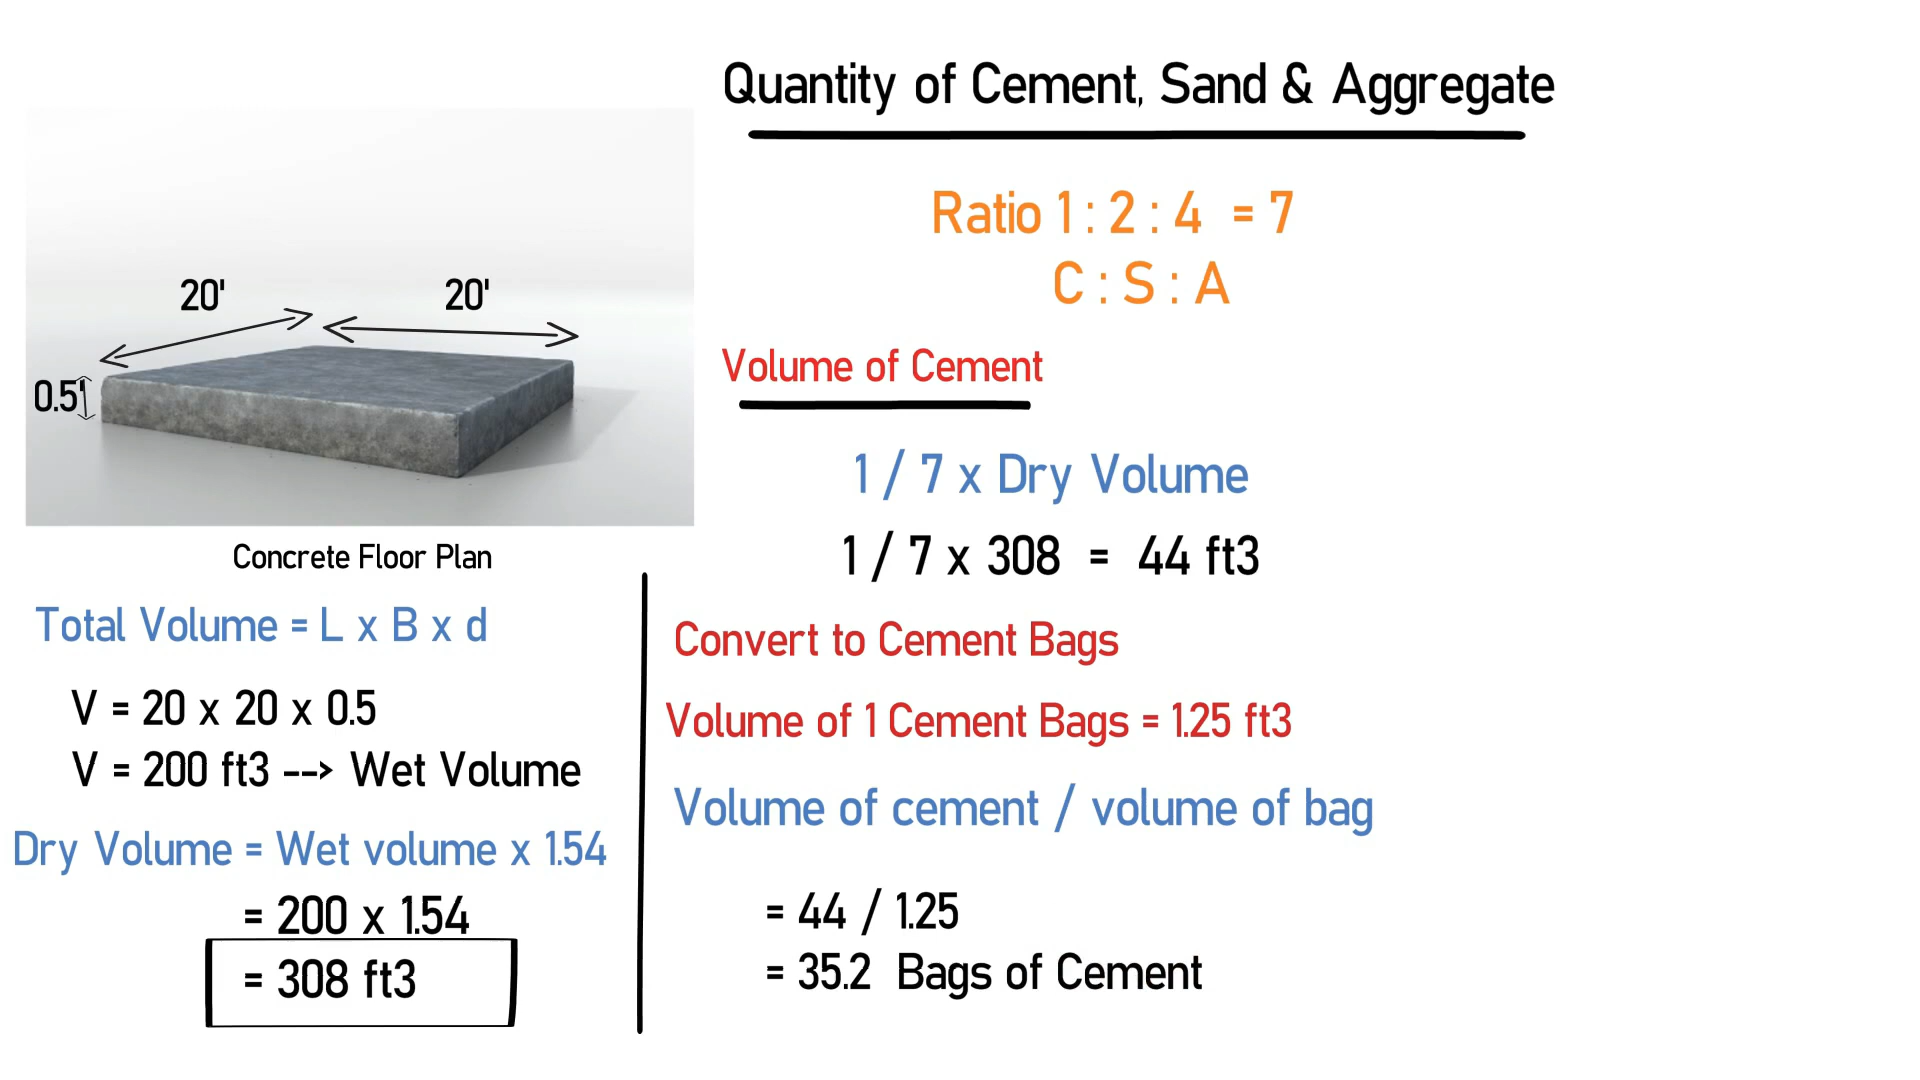 Quantity of Cement, Sand & Aggregate
Ratio 1 : 2 : 4 = 7
C : S : A
20' 20'
0.5'
Concrete Floor Plan
Total Volume = L x B x d
V = 20 x 20 x 0.5
V = 200 ft3 --> Wet Volume
Dry Volume = Wet volume x 1.54
= 200 x 1.54
= 308 ft3
Volume of Cement
1 / 7 x Dry Volume
1 / 7 x 308 = 44 ft3
Convert to Cement Bags
Volume of 1 Cement Bags = 1.25 ft3
Volume of cement / volume of bag
= 44 / 1.25
= 35.2 Bags of Cement